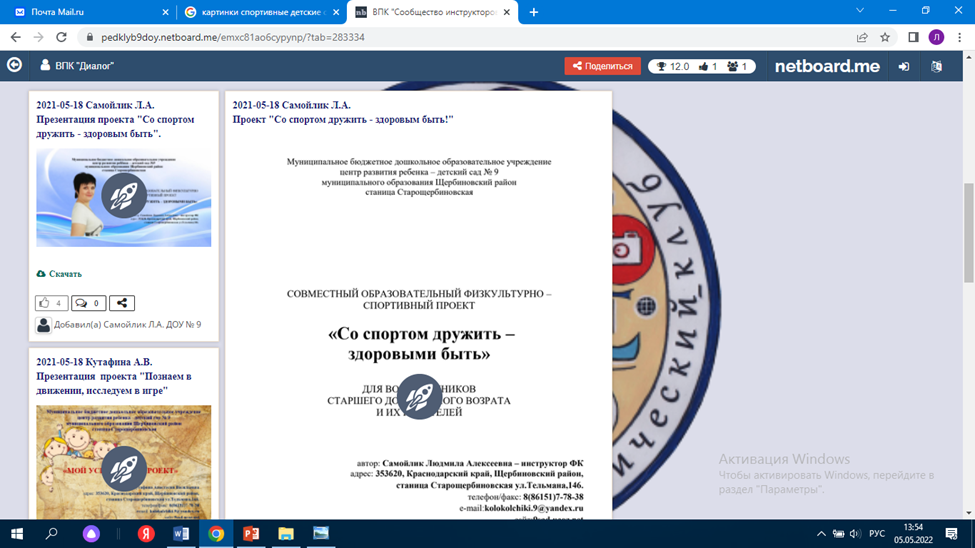 Почта Mail.ru
картинки спортивные детские с
ВПК "Сообщество инструкторо
pedklyb9doy.netboard.me/emxc81ao6cypynp/?tab=283334
Л
ВПК "Диалог"
Поделиться
12.0 1 1
netboard.me
2021-05-18 Самойлик Л.А.
Презентация проекта "Со спортом
дружить - здоровым быть".
Скачать
4 0
Добавил(а) Самойлик Л.А. ДОУ № 9
2021-05-18 Кутафина А.В.
Презентация проекта "Познаем в
движении, исследуем в игре"
2021-05-18 Самойлик Л.А.
Проект "Со спортом дружить - здоровым быть!"
Муниципальное бюджетное дошкольное образовательное учреждение
центр развития ребенка – детский сад № 9
муниципального образования Щербиновский район
станица Старощербиновская
СОВМЕСТНЫЙ ОБРАЗОВАТЕЛЬНЫЙ ФИЗКУЛЬТУРНО –
СПОРТИВНЫЙ ПРОЕКТ
«Со спортом дружить –
здоровыми быть»
ДЛЯ
СТАРШЕГО ВОЗРАТА
И ИХ
автор: Самойлик Людмила Алексеевна – инструктор ФК
адрес: 353620, Краснодарский край, Щербиновский район,
станица Старощербиновская ул.Тельмана,146.
телефон/факс: 8(86151)7-78-38
e-mail:kolokolchiki.9@yandex.ru
ический_клуб
Активация Windows
Чтобы активировать Windows, перейдите в
раздел "Параметры".
РУС
13:54
05.05.2022